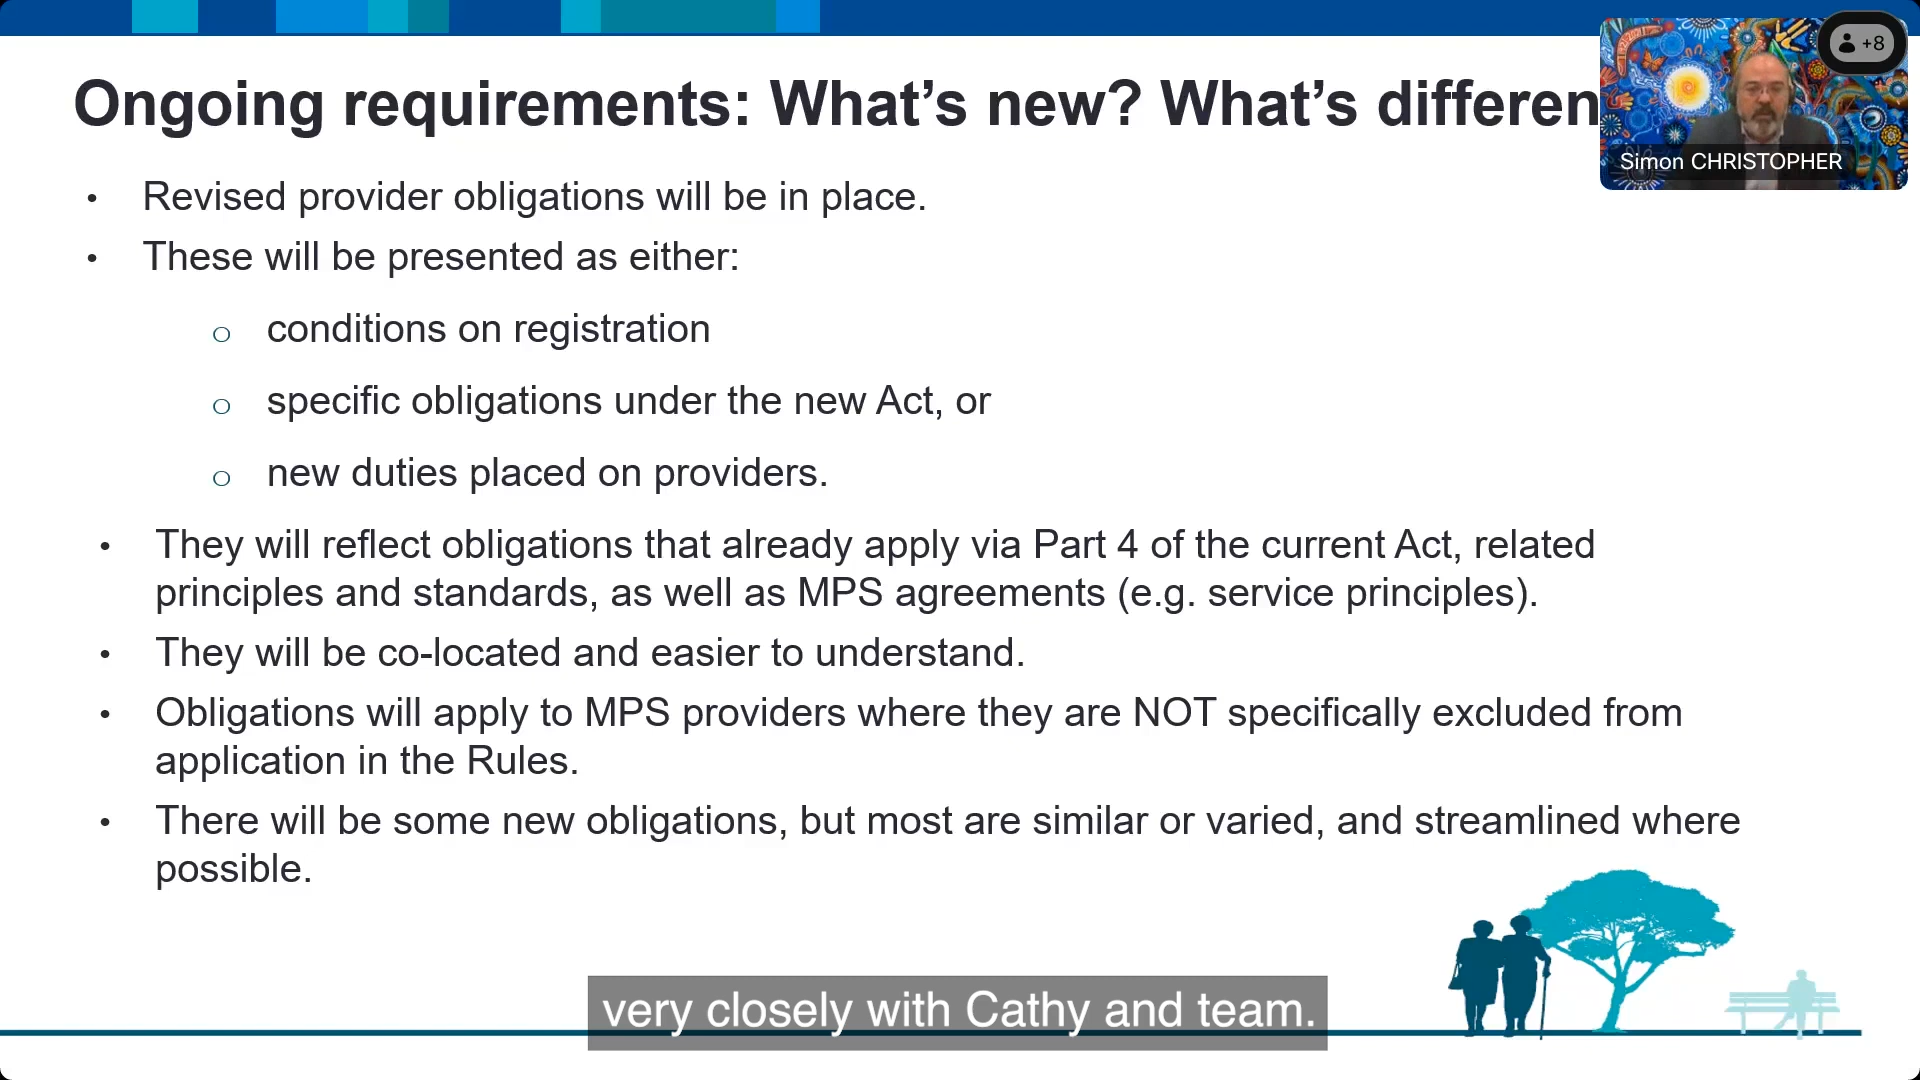 Ongoing requirements: What’s new? What’s differen
+8
Simon CHRISTOPHER
• Revised provider obligations will be in place.
• These will be presented as either:
o conditions on registration
o specific obligations under the new Act, or
o new duties placed on providers.
• They will reflect obligations that already apply via Part 4 of the current Act, related
principles and standards, as well as MPS agreements (e.g. service principles).
• They will be co-located and easier to understand.
• Obligations will apply to MPS providers where they are NOT specifically excluded from
application in the Rules.
• There will be some new obligations, but most are similar or varied, and streamlined where
possible.
very closely with Cathy and team.